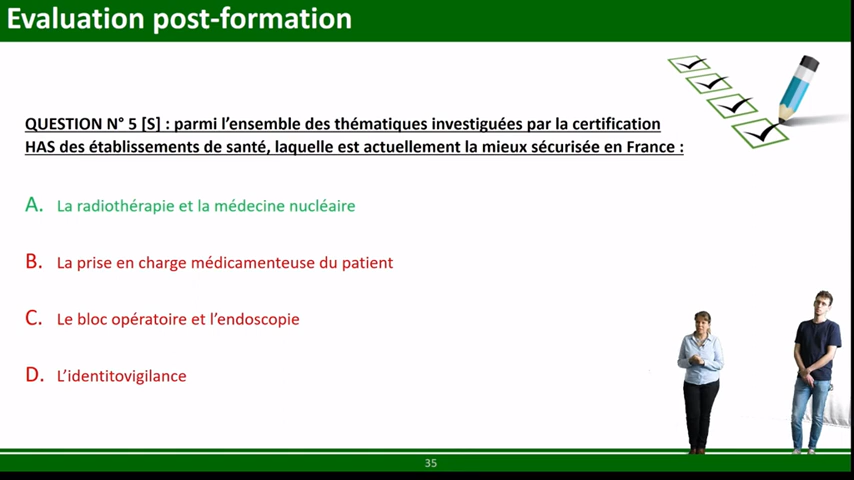 Evaluation post-formation
QUESTION N° 5 [S] : parmi l'ensemble des thématiques investiguées par la certification
HAS des établissements de santé, laquelle est actuellement la mieux sécurisée en France :
A. La radiothérapie et la médecine nucléaire
B. La prise en charge médicamenteuse du patient
C. Le bloc opératoire et l'endoscopie
D. L'identitovigilance
35